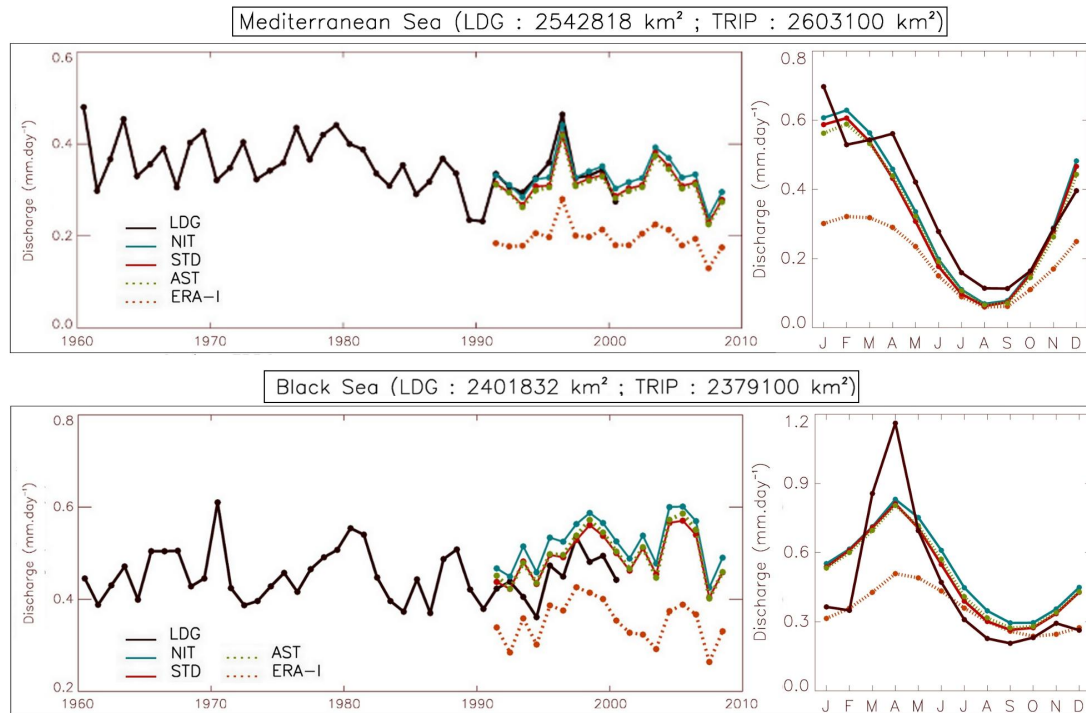 Mediterranean Sea (LDG : 2542818 km² ; TRIP : 2603100 km²)
Discharge (mm.day⁻¹)
0.6
0.4
0.2
0.0
LDG
NIT
STD
AST
ERA-I
1960 1970 1980 1990 2000 2010
Discharge (mm.day⁻¹)
0.8
0.6
0.4
0.2
0.0
J F M A M J J A S O N D
Black Sea (LDG : 2401832 km² ; TRIP : 2379100 km²)
Discharge (mm.day⁻¹)
0.8
0.6
0.4
0.2
LDG
NIT AST
STD ERA-I
1960 1970 1980 1990 2000 2010
Discharge (mm.day⁻¹)
1.2
0.9
0.6
0.3
0.0
J F M A M J J A S O N D